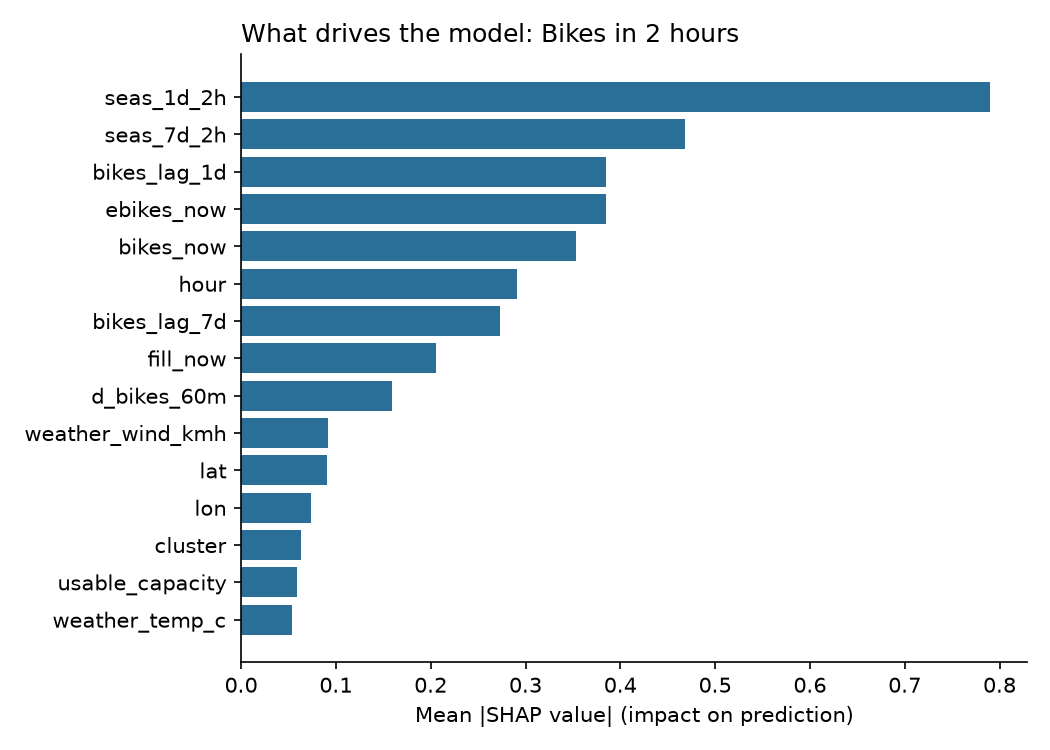 What drives the model: Bikes in 2 hours
seas_1d_2h
seas_7d_2h
bikes_lag_1d
ebikes_now
bikes_now
hour
bikes_lag_7d
fill_now
d_bikes_60m
weather_wind_kmh
lat
lon
cluster
usable_capacity
weather_temp_c
0.0 0.1 0.2 0.3 0.4 0.5 0.6 0.7 0.8
Mean |SHAP value| (impact on prediction)